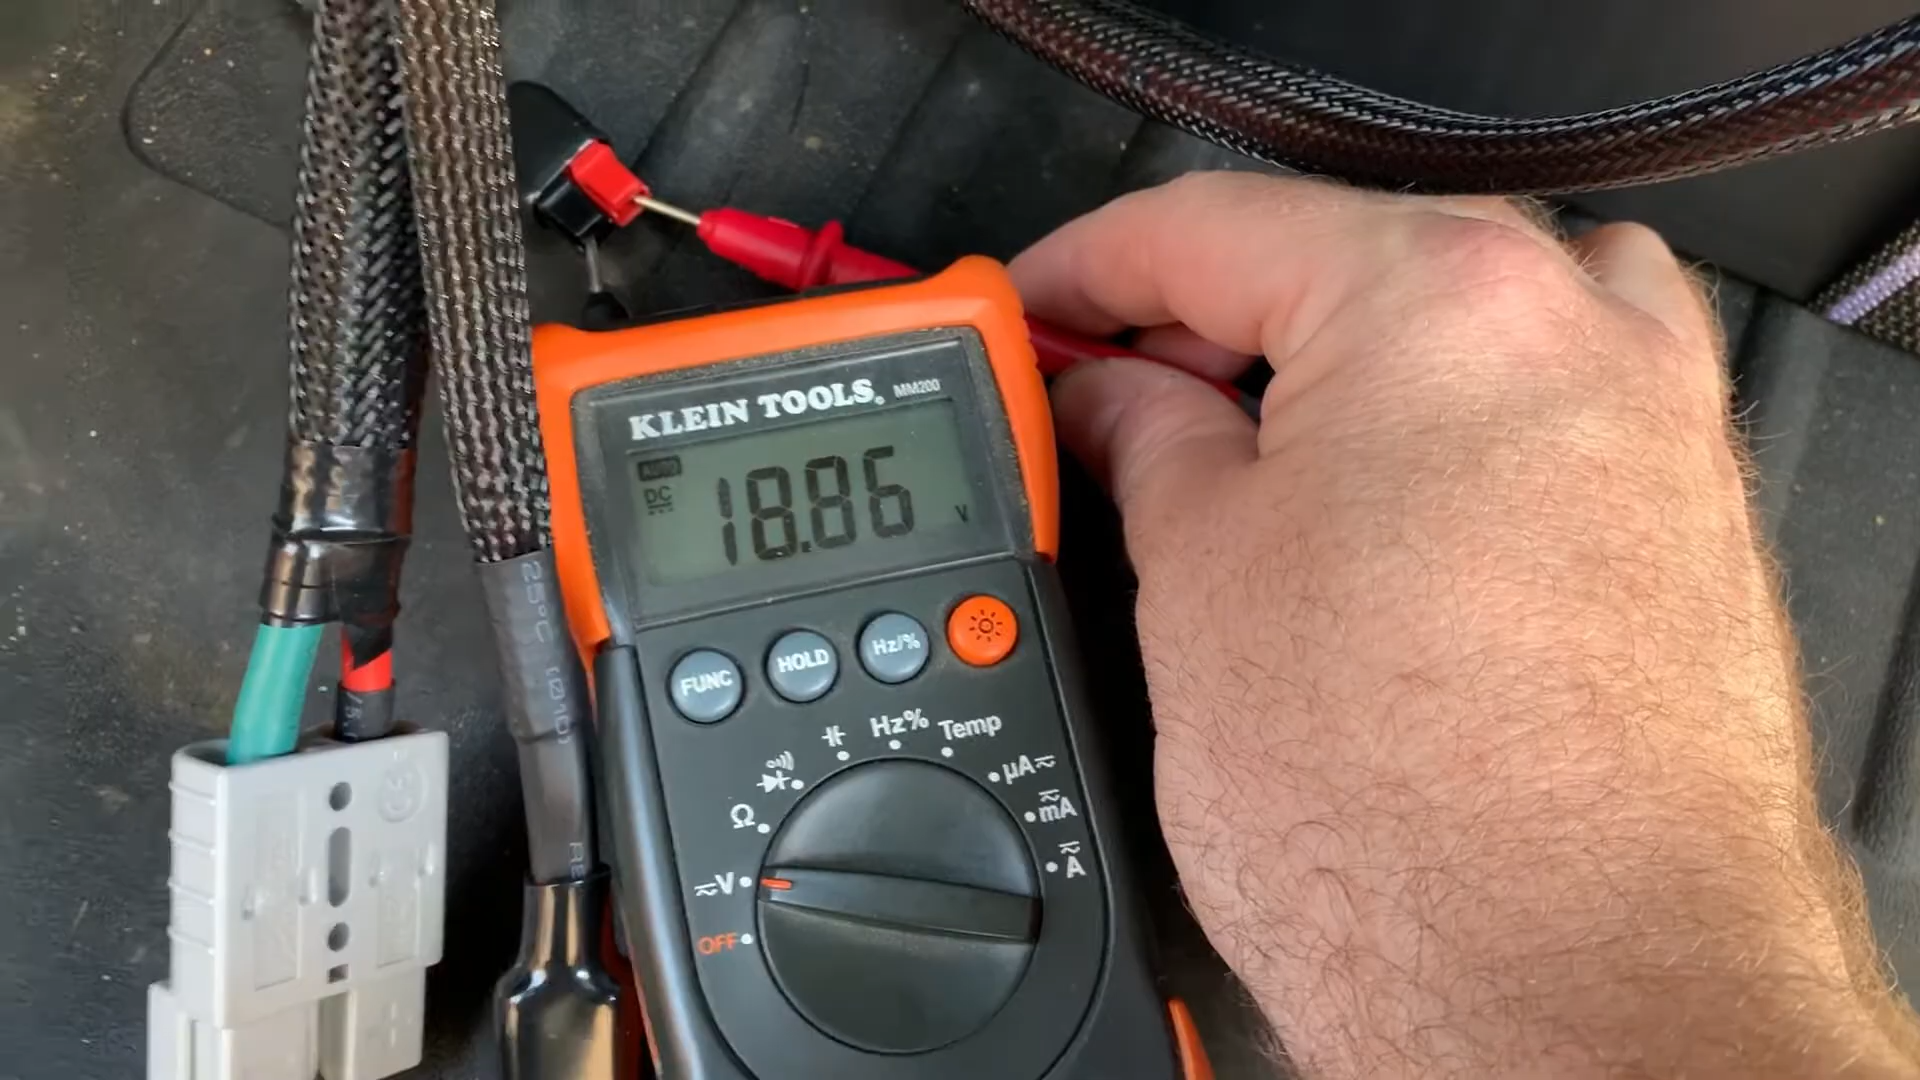 KLEIN TOOLS® MM200
AUTO
DC
18.86 V
FUNC
HOLD
Hz/%
Hz%
Temp
Ω
µA
mA
A
V
OFF
25°C